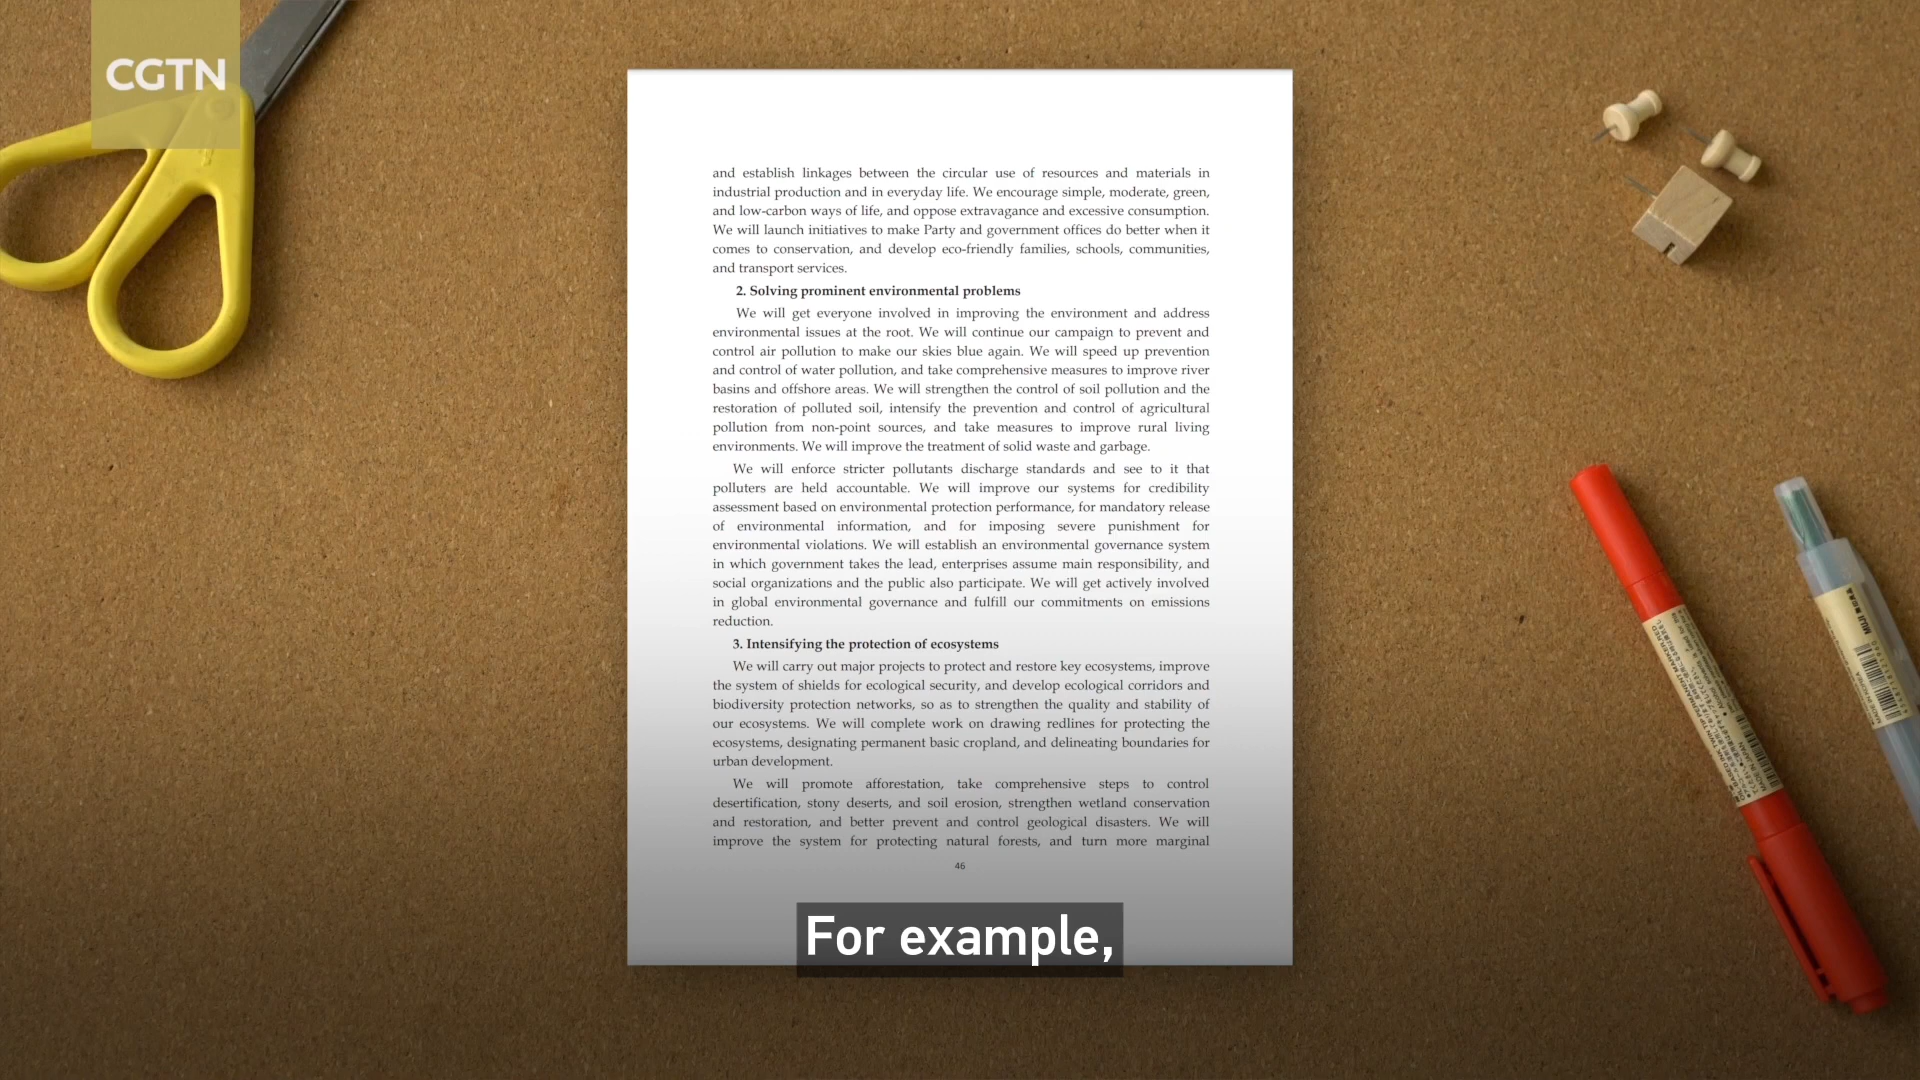 CGTN
and establish linkages between the circular use of resources and materials in
industrial production and in everyday life. We encourage simple, moderate, green,
and low-carbon ways of life, and oppose extravagance and excessive consumption.
We will launch initiatives to make Party and government offices do better when it
comes to conservation, and develop eco-friendly families, schools, communities,
and transport services.
2. Solving prominent environmental problems
We will get everyone involved in improving the environment and address
environmental issues at the root. We will continue our campaign to prevent and
control air pollution to make our skies blue again. We will speed up prevention
and control of water pollution, and take comprehensive measures to improve river
basins and offshore areas. We will strengthen the control of soil pollution and the
restoration of polluted soil, intensify the prevention and control of agricultural
pollution from non-point sources, and take measures to improve rural living
environments. We will improve the treatment of solid waste and garbage.
We will enforce stricter pollutants discharge standards and see to it that
polluters are held accountable. We will improve our systems for credibility
assessment based on environmental protection performance, for mandatory release
of environmental information, and for imposing severe punishment for
environmental violations. We will establish an environmental governance system
in which government takes the lead, enterprises assume main responsibility, and
social organizations and the public also participate. We will get actively involved
in global environmental governance and fulfill our commitments on emissions
reduction.
3. Intensifying the protection of ecosystems
We will carry out major projects to protect and restore key ecosystems, improve
the system of shields for ecological security, and develop ecological corridors and
biodiversity protection networks, so as to strengthen the quality and stability of
our ecosystems. We will complete work on drawing redlines for protecting the
ecosystems, designating permanent basic cropland, and delineating boundaries for
urban development.
We will promote afforestation, take comprehensive steps to control
desertification, stony deserts, and soil erosion, strengthen wetland conservation
and restoration, and better prevent and control geological disasters. We will
improve the system for protecting natural forests, and turn more marginal
46
For example,
MUJI